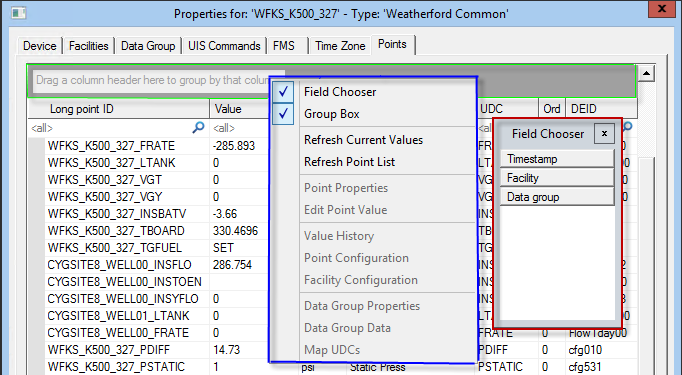 Properties for: 'WFKS_K500_327' - Type: 'Weatherford Common'
Device Facilities Data Group UIS Commands FMS Time Zone Points
Drag a column header here to group by that colum
Long point ID Value UDC Ord DEID
<all> <all>
WFKS_K500_327_FRATE -285.893
WFKS_K500_327_LTANK 0
WFKS_K500_327_VGT 0
WFKS_K500_327_VGY 0
WFKS_K500_327_INSBATV -3.66
WFKS_K500_327_TBOARD 330.4696
WFKS_K500_327_TGFUEL SET
CYGSITE8_WELL00_INSFLO 286.754
CYGSITE8_WELL00_INSTOEN
CYGSITE8_WELL00_INSYFLO 0
CYGSITE8_WELL01_LTANK 0
CYGSITE8_WELL00_FRATE 0 FRATE 0 Flow1day00
WFKS_K500_327_PDIFF 14.73 PDIFF 0 cfg010
WFKS_K500_327_PSTATIC 1 psi Static Press PSTATIC 0 cfg531
Field Chooser
Group Box
Refresh Current Values
Refresh Point List
Point Properties
Edit Point Value
Value History
Point Configuration
Facility Configuration
Data Group Properties
Data Group Data
Map UDCs
Field Chooser x
Timestamp
Facility
Data group